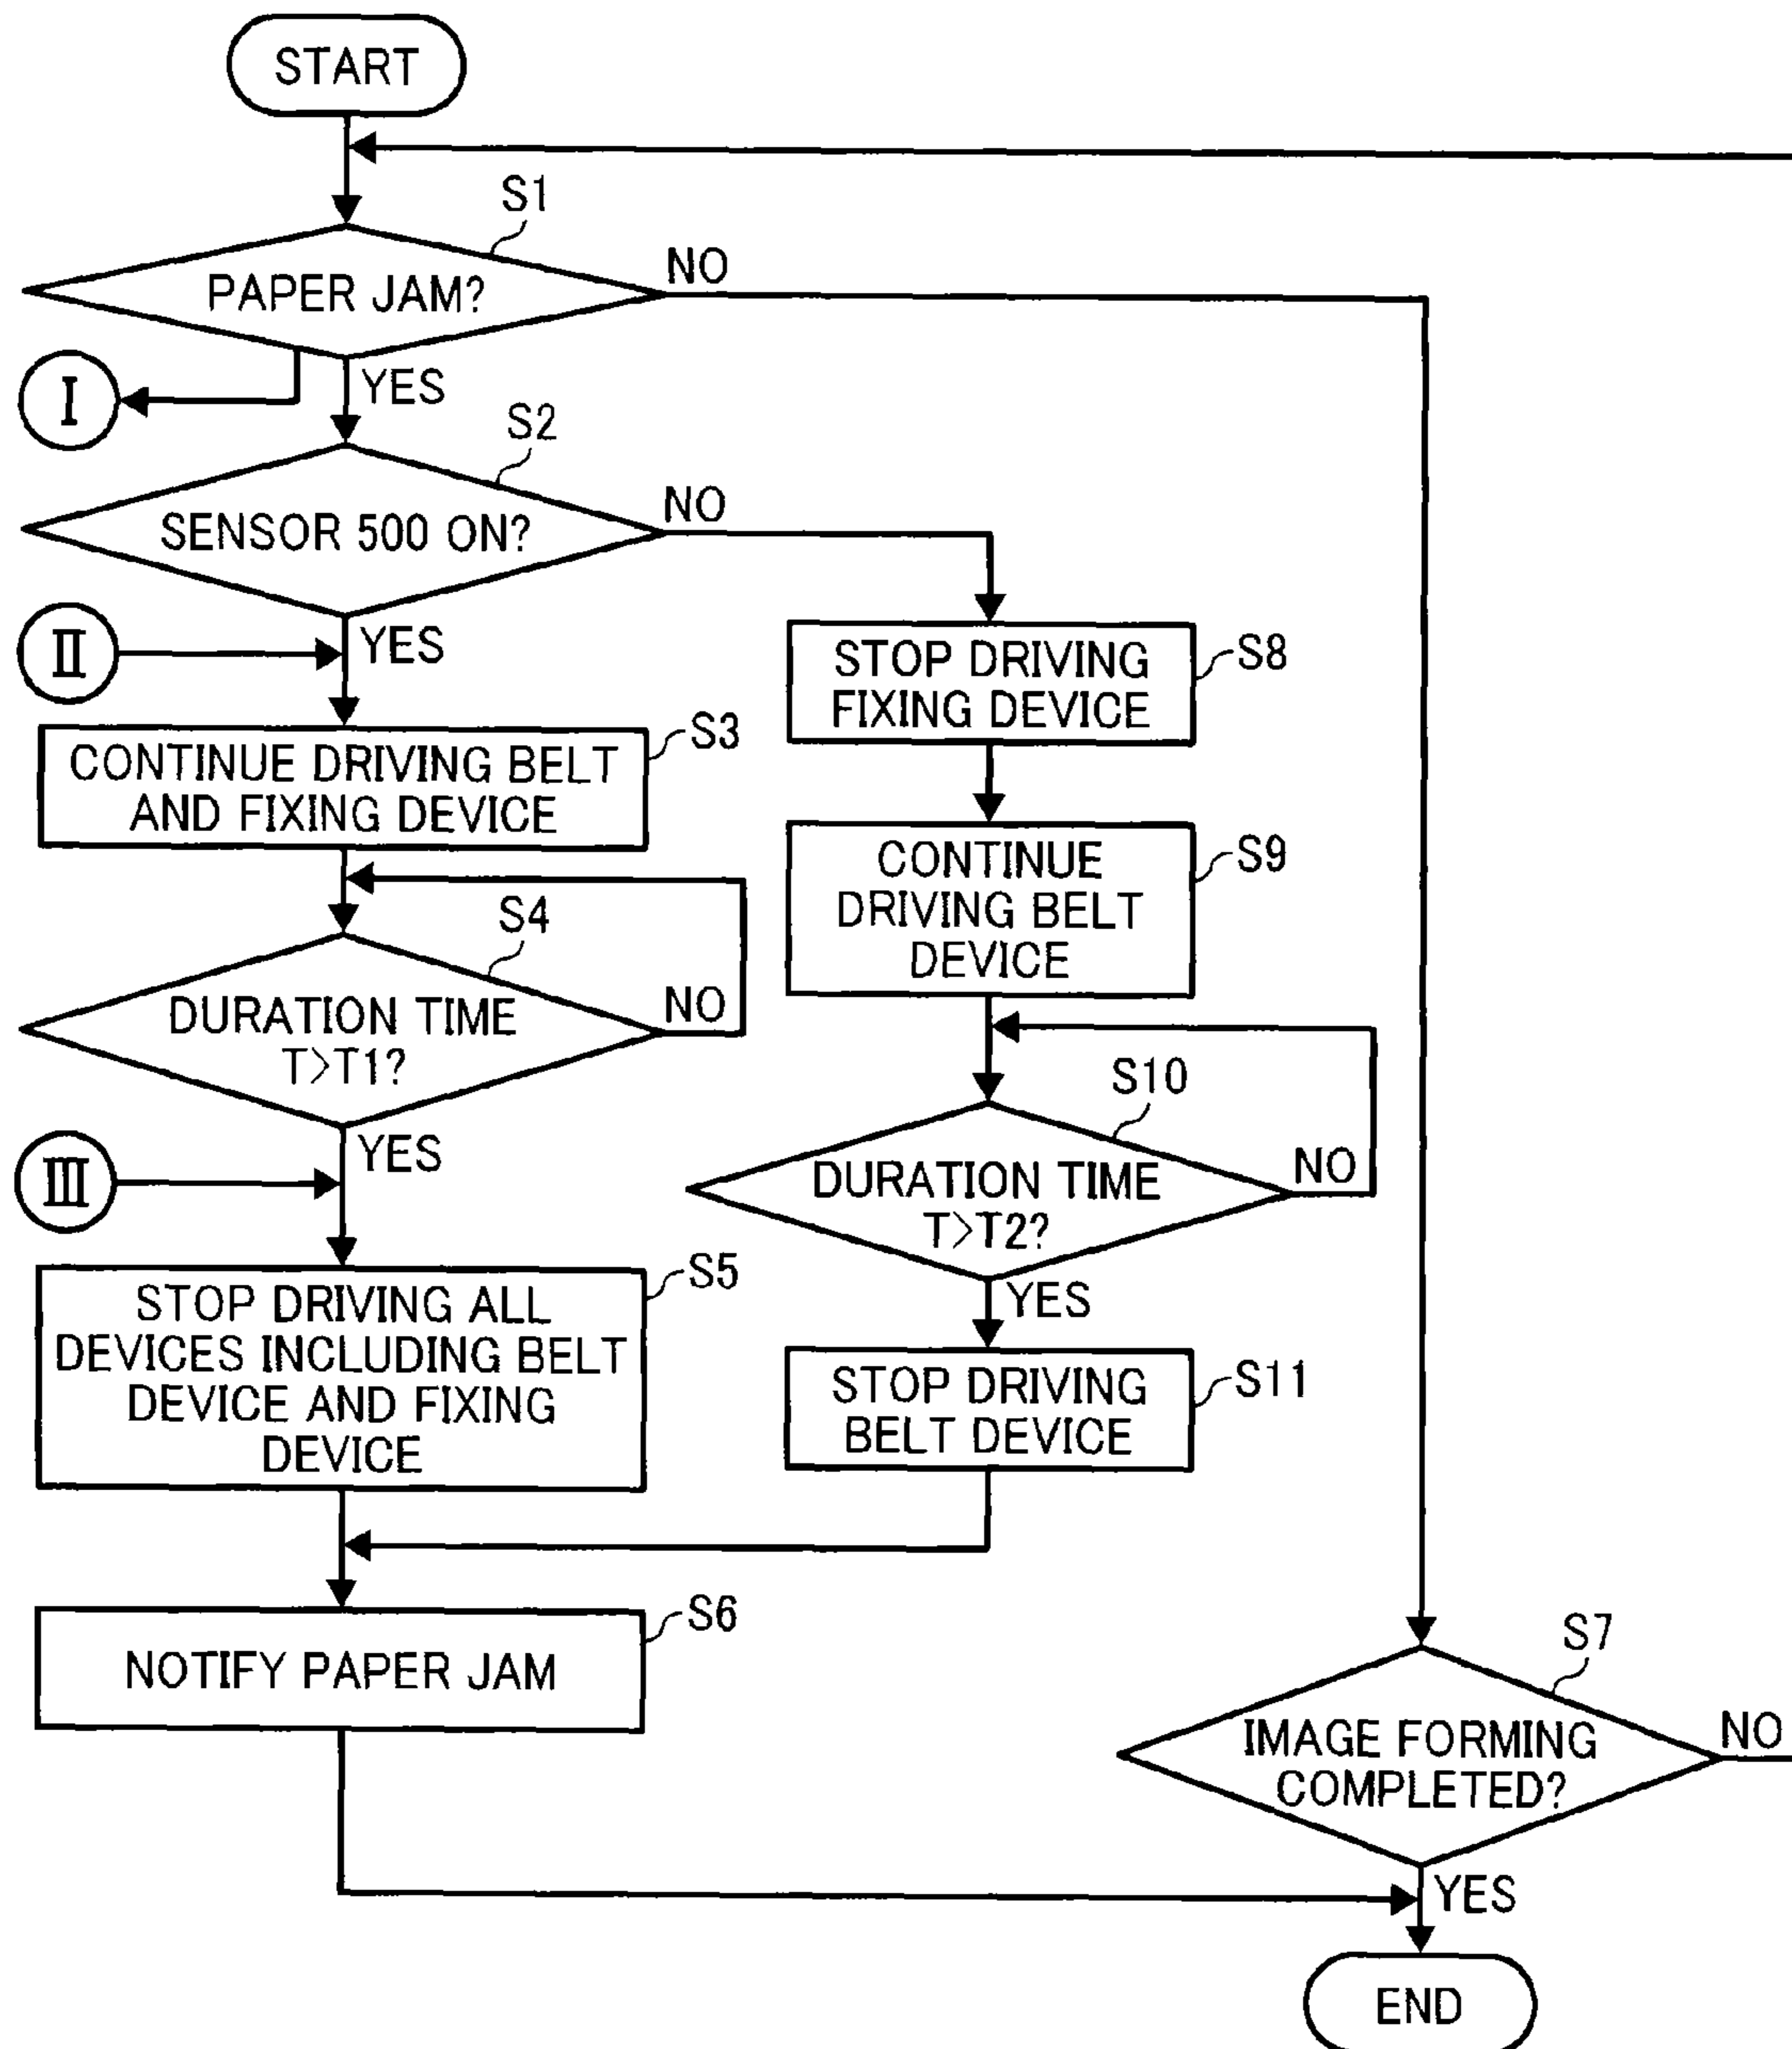 START
S1
PAPER JAM?
NO
YES
I
S2
SENSOR 500 ON?
NO
YES
II
S3
CONTINUE DRIVING BELT
AND FIXING DEVICE
S4
DURATION TIME
T>T1?
NO
YES
III
S5
STOP DRIVING ALL
DEVICES INCLUDING BELT
DEVICE AND FIXING
DEVICE
S6
NOTIFY PAPER JAM
S8
STOP DRIVING
FIXING DEVICE
S9
CONTINUE
DRIVING BELT
DEVICE
S10
DURATION TIME
T>T2?
NO
YES
S11
STOP DRIVING
BELT DEVICE
S7
IMAGE FORMING
COMPLETED?
NO
YES
END